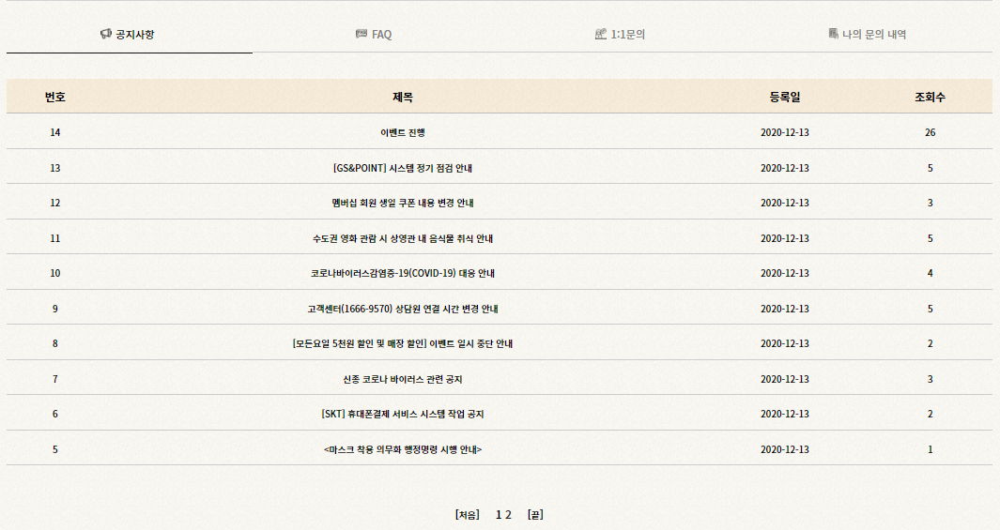 공지사항 FAQ 1:1문의 나의 문의 내역
번호 제목 등록일 조회수
14 이벤트 진행 2020-12-13 26
13 [GS&POINT] 시스템 정기 점검 안내 2020-12-13 5
12 멤버십 회원 생일 쿠폰 내용 변경 안내 2020-12-13 3
11 수도권 영화 관람 시 상영관 내 음식물 취식 안내 2020-12-13 5
10 코로나바이러스감염증-19(COVID-19) 대응 안내 2020-12-13 4
9 고객센터(1666-9570) 상담원 연결 시간 변경 안내 2020-12-13 5
8 [모든요일 5천원 할인 및 매장 할인] 이벤트 일시 중단 안내 2020-12-13 2
7 신종 코로나 바이러스 관련 공지 2020-12-13 3
6 [SKT] 휴대폰결제 서비스 시스템 작업 공지 2020-12-13 2
5 <마스크 착용 의무화 행정명령 시행 안내> 2020-12-13 1
[처음] 1 2 [끝]